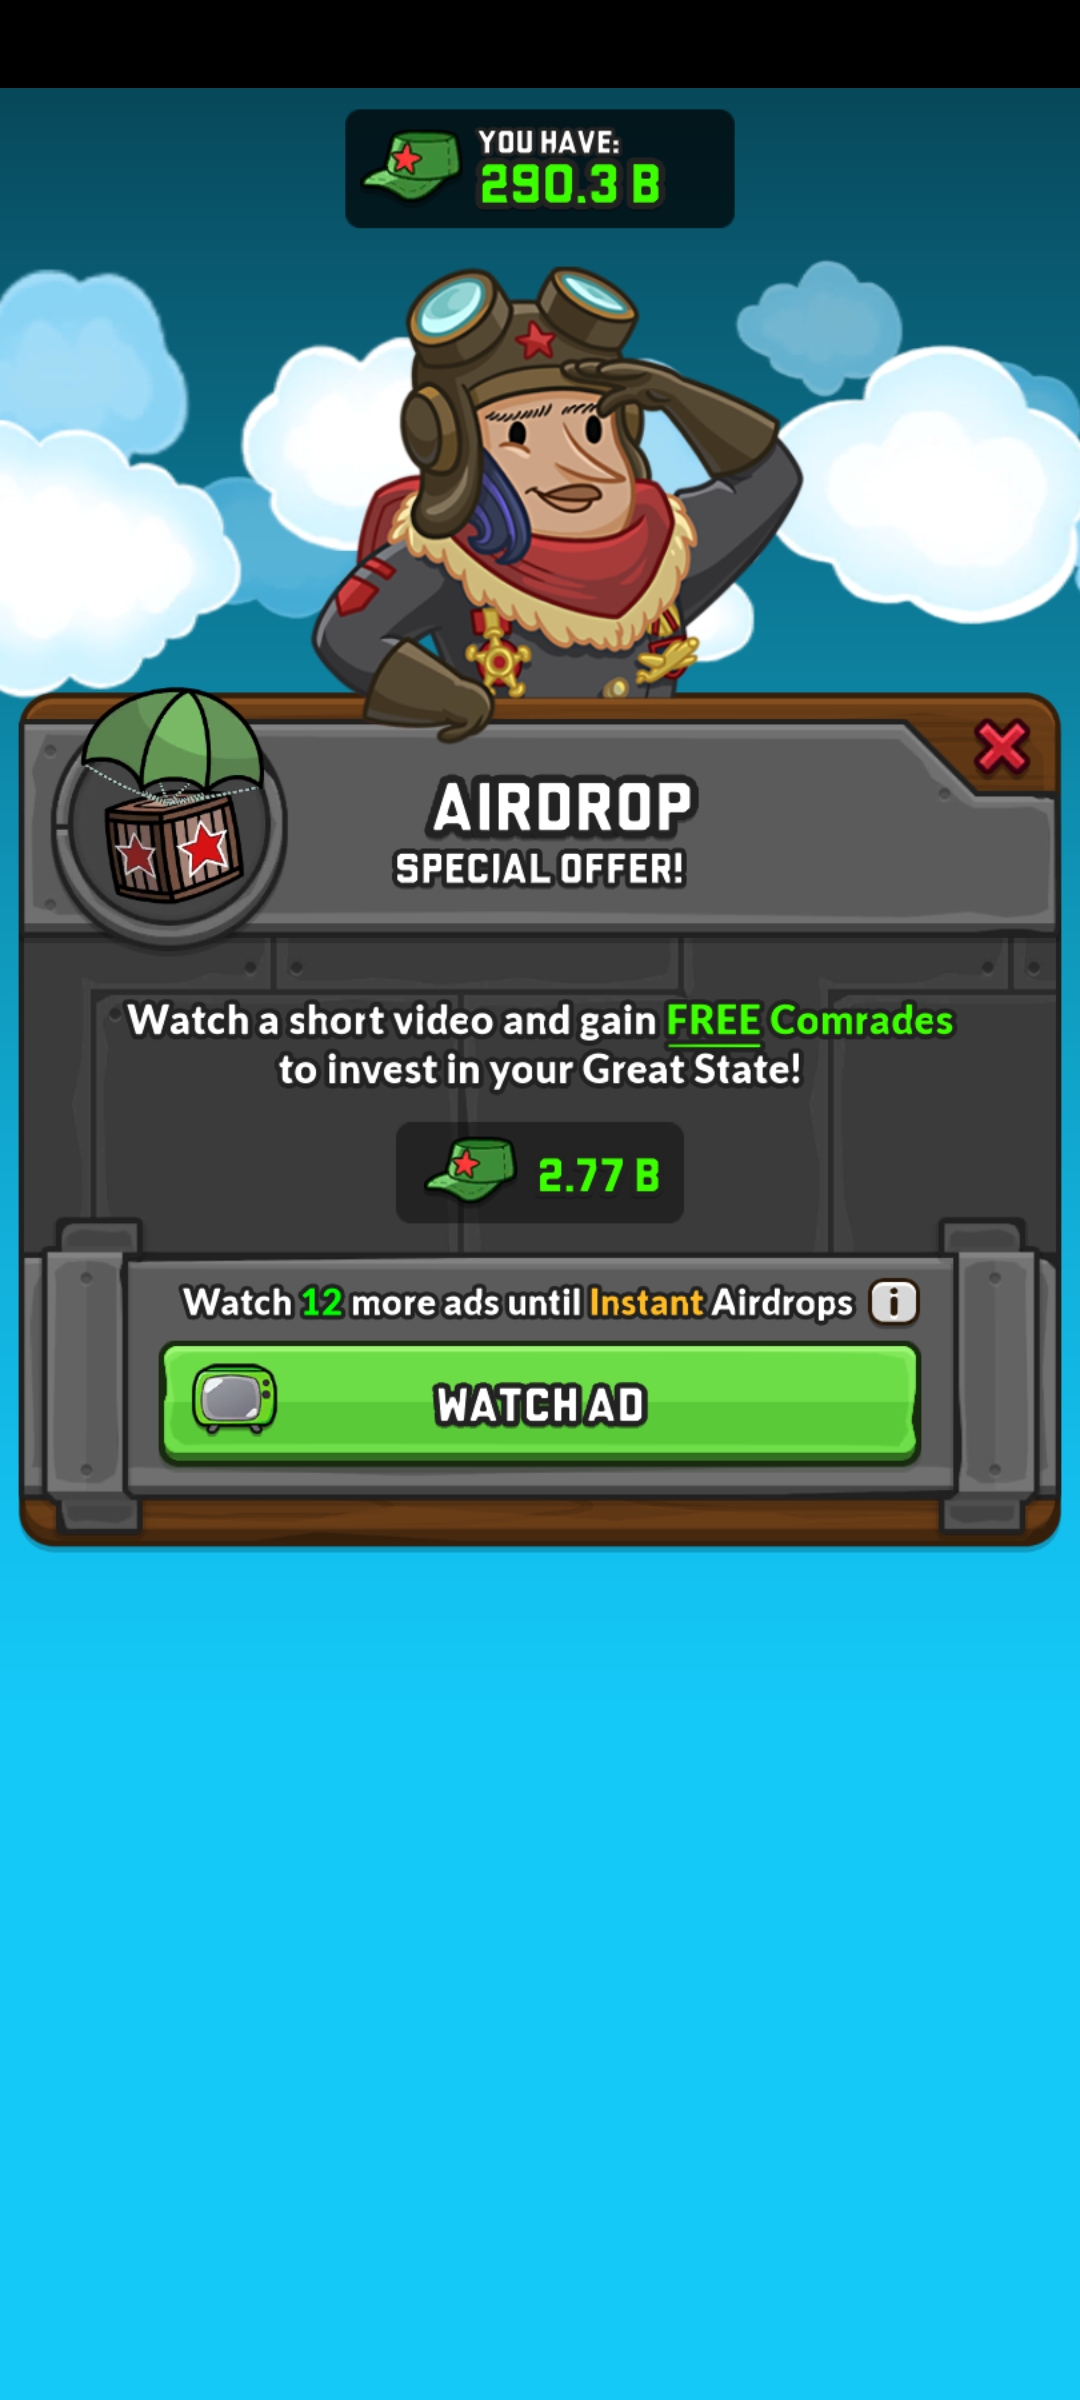 YOU HAVE:
290.3 B
AIRDROP
SPECIAL OFFER!
Watch a short video and gain FREE Comrades
to invest in your Great State!
2.77 B
Watch 12 more ads until Instant Airdrops i
WATCH AD